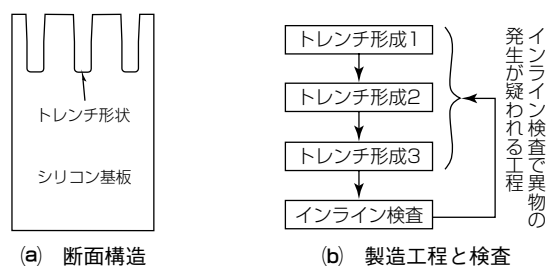 トレンチ形状
シリコン基板
(a) 断面構造
トレンチ形成1
トレンチ形成2
トレンチ形成3
インライン検査
インライン検査で異物の
発生が疑われる工程
(b) 製造工程と検査